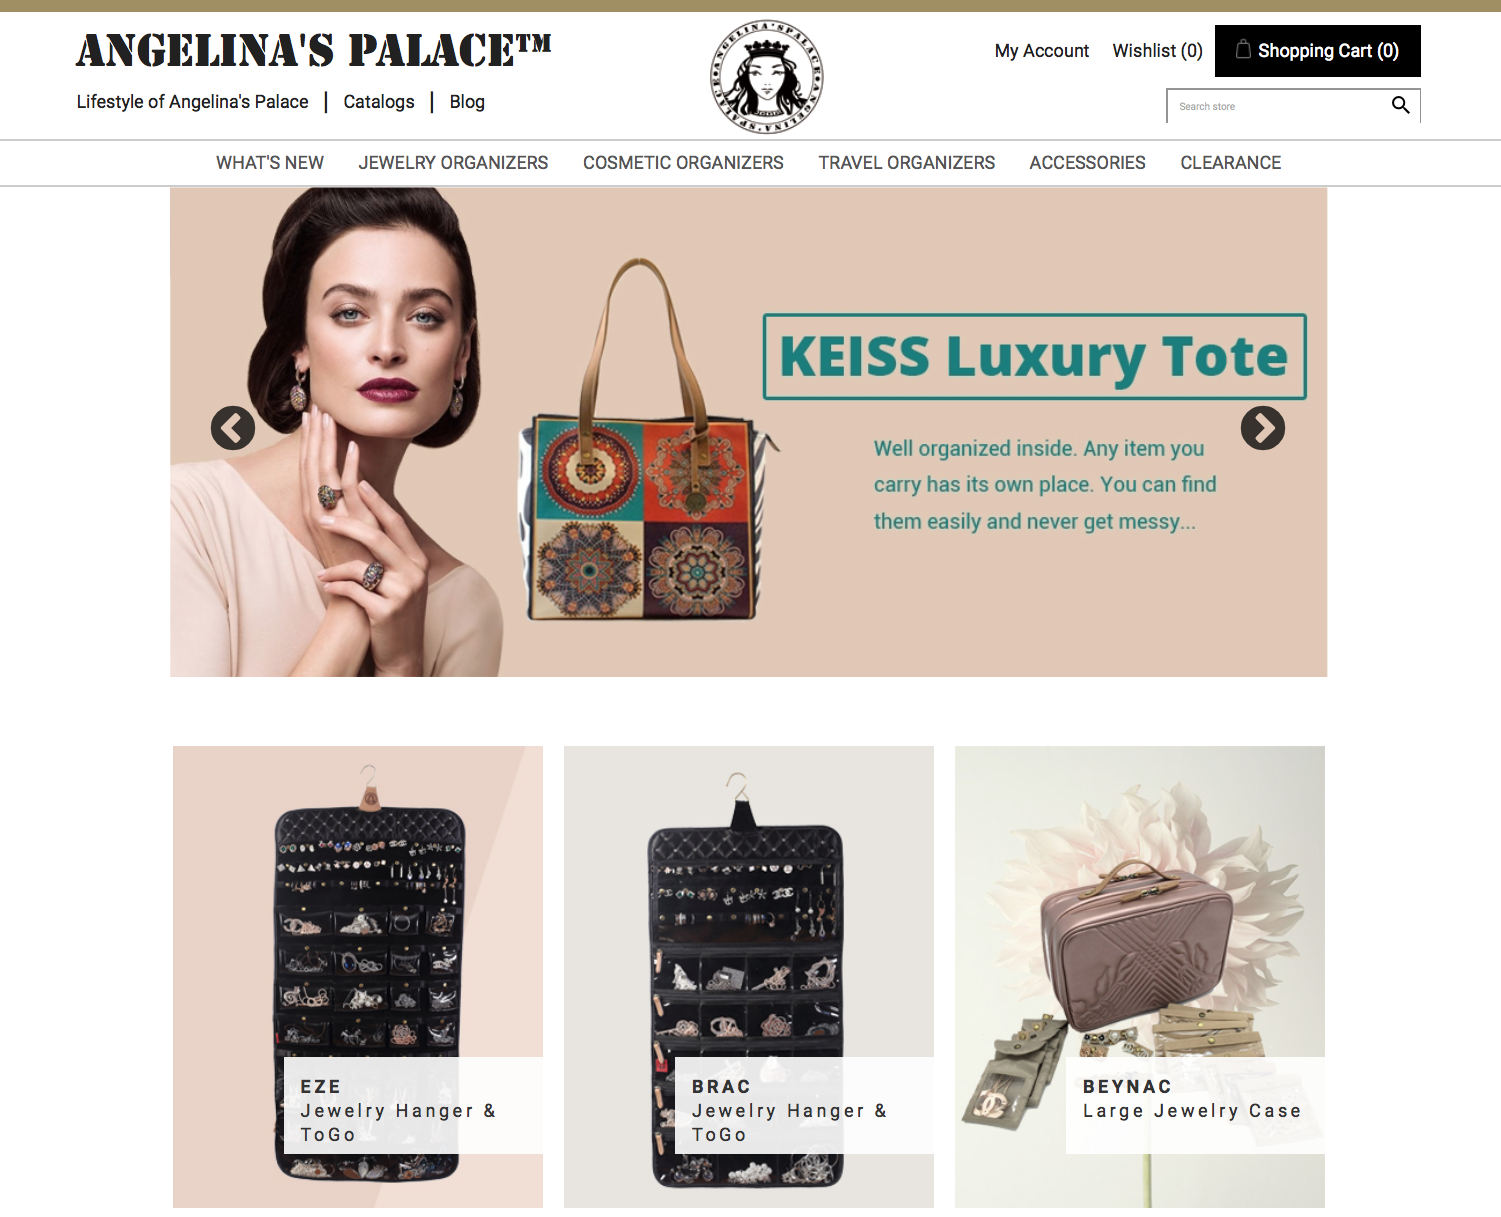 ANGELINA'S PALACE™
My Account Wishlist (0) Shopping Cart (0)
Lifestyle of Angelina's Palace | Catalogs | Blog
ANGELINA'S PALACE ANGELINA'S PALACE
Search store
WHAT'S NEW JEWELRY ORGANIZERS COSMETIC ORGANIZERS TRAVEL ORGANIZERS ACCESSORIES CLEARANCE
KEISS Luxury Tote
Well organized inside. Any item you
carry has its own place. You can find
them easily and never get messy...
EZE
Jewelry Hanger &
ToGo
BRAC
Jewelry Hanger &
ToGo
BEYNAC
Large Jewelry Case